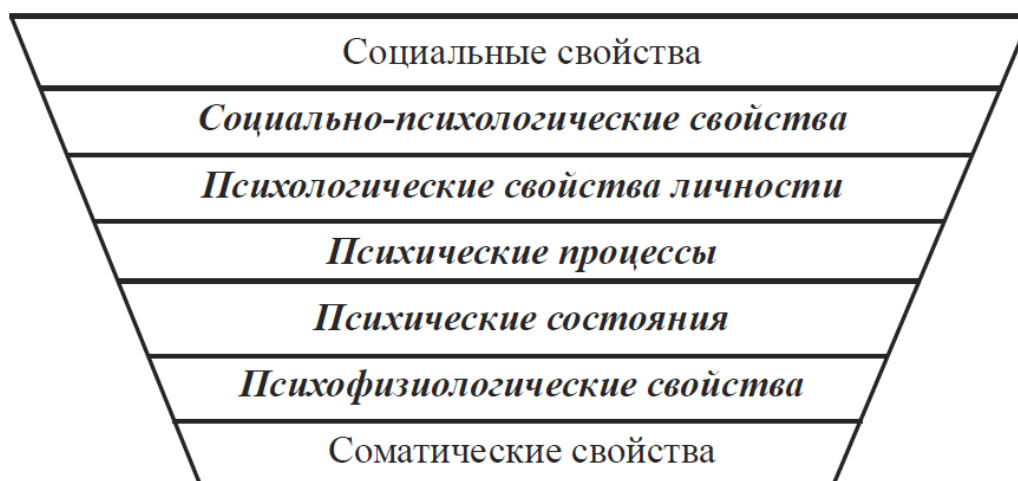 Социальные свойства
Социально-психологические свойства
Психологические свойства личности
Психические процессы
Психические состояния
Психофизиологические свойства
Соматические свойства